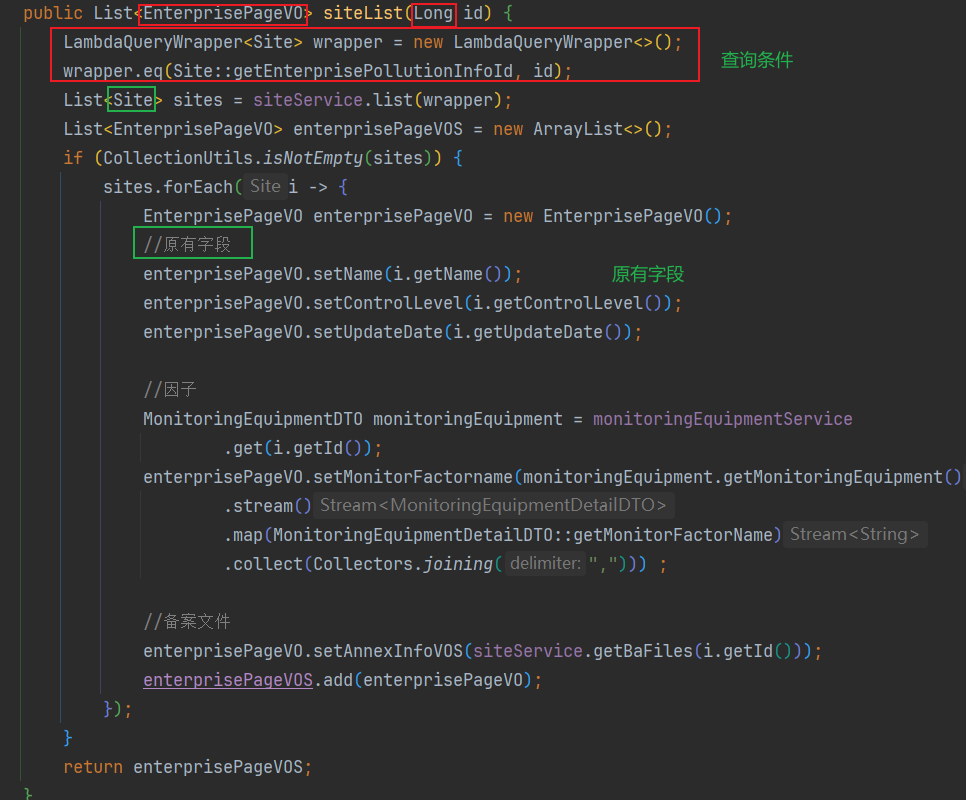 public List<EnterprisePageVO> siteList(Long id) {
LambdaQueryWrapper<Site> wrapper = new LambdaQueryWrapper<>();
查询条件
wrapper.eq(Site::getEnterprisePollutionInfoId, id);
List<Site> sites = siteService.list(wrapper);
List<EnterprisePageVO> enterprisePageVOS = new ArrayList<>();
if (CollectionUtils.isNotEmpty(sites)) {
sites.forEach( Site i -> {
EnterprisePageVO enterprisePageVO = new EnterprisePageVO();
//原有字段
enterprisePageVO.setName(i.getName()); 原有字段
enterprisePageVO.setControlLevel(i.getControlLevel());
enterprisePageVO.setUpdateDate(i.getUpdateDate());
//因子
MonitoringEquipmentDTO monitoringEquipment = monitoringEquipmentService
.get(i.getId());
enterprisePageVO.setMonitorFactorname(monitoringEquipment.getMonitoringEquipment()
.stream() Stream<MonitoringEquipmentDetailDTO>
.map(MonitoringEquipmentDetailDTO::getMonitorFactorName) Stream<String>
.collect(Collectors.joining( delimiter: ","))) ;
//备案文件
enterprisePageVO.setAnnexInfoVOS(siteService.getBaFiles(i.getId()));
enterprisePageVOS.add(enterprisePageVO);
});
}
return enterprisePageVOS;
}